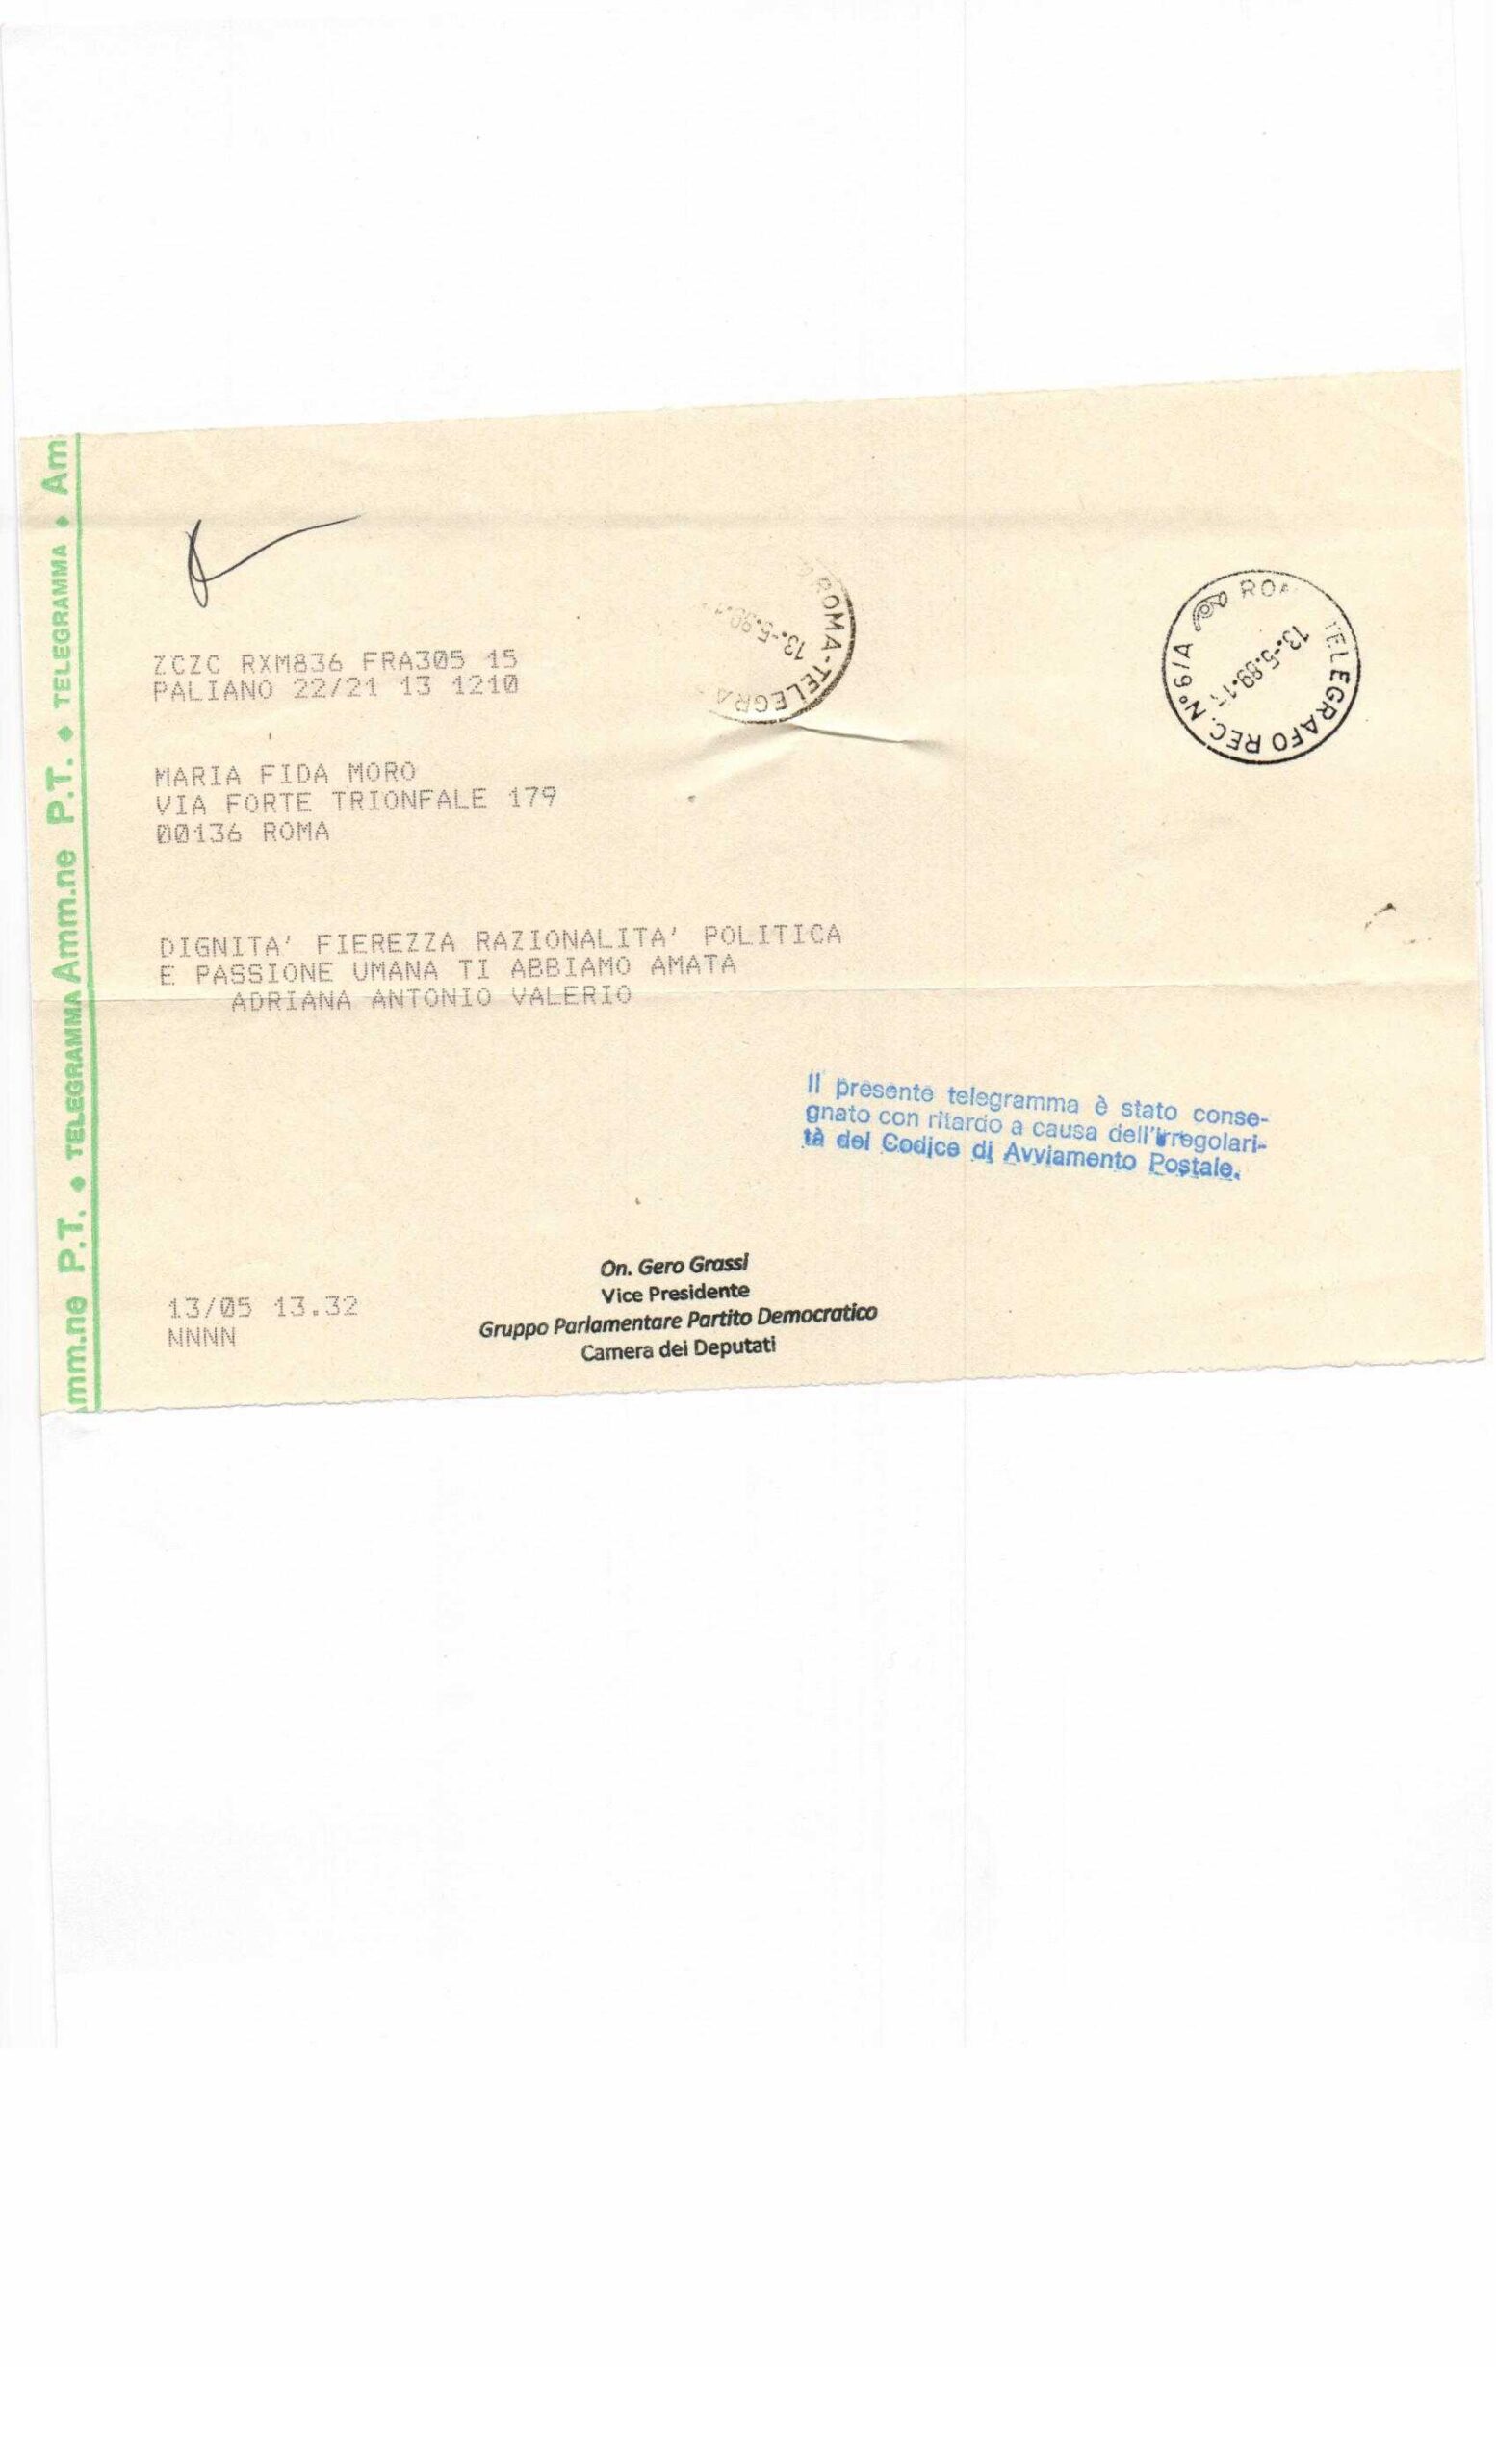 Amm.ne P.T. ◆ TELEGRAMMA Amm.ne P.T. ◆ TELEGRAMMA ◆ Am
ZCZC RXM836 FRA305 15
PALIANO 22/21 13 1210
ROMA-TELEGRA
13.-5.89.1
ROM TELEGRAFO REC. Nº6/A
13.-5.89.1
MARIA FIDA MORO
VIA FORTE TRIONFALE 179
00136 ROMA
DIGNITA' FIEREZZA RAZIONALITA' POLITICA
E PASSIONE UMANA TI ABBIAMO AMATA
ADRIANA ANTONIO VALERIO
Il presente telegramma è stato conse-
gnato con ritardo a causa dell'irregolari-
tà del Codice di Avviamento Postale.
13/05 13.32
NNNN
On. Gero Grassi
Vice Presidente
Gruppo Parlamentare Partito Democratico
Camera dei Deputati